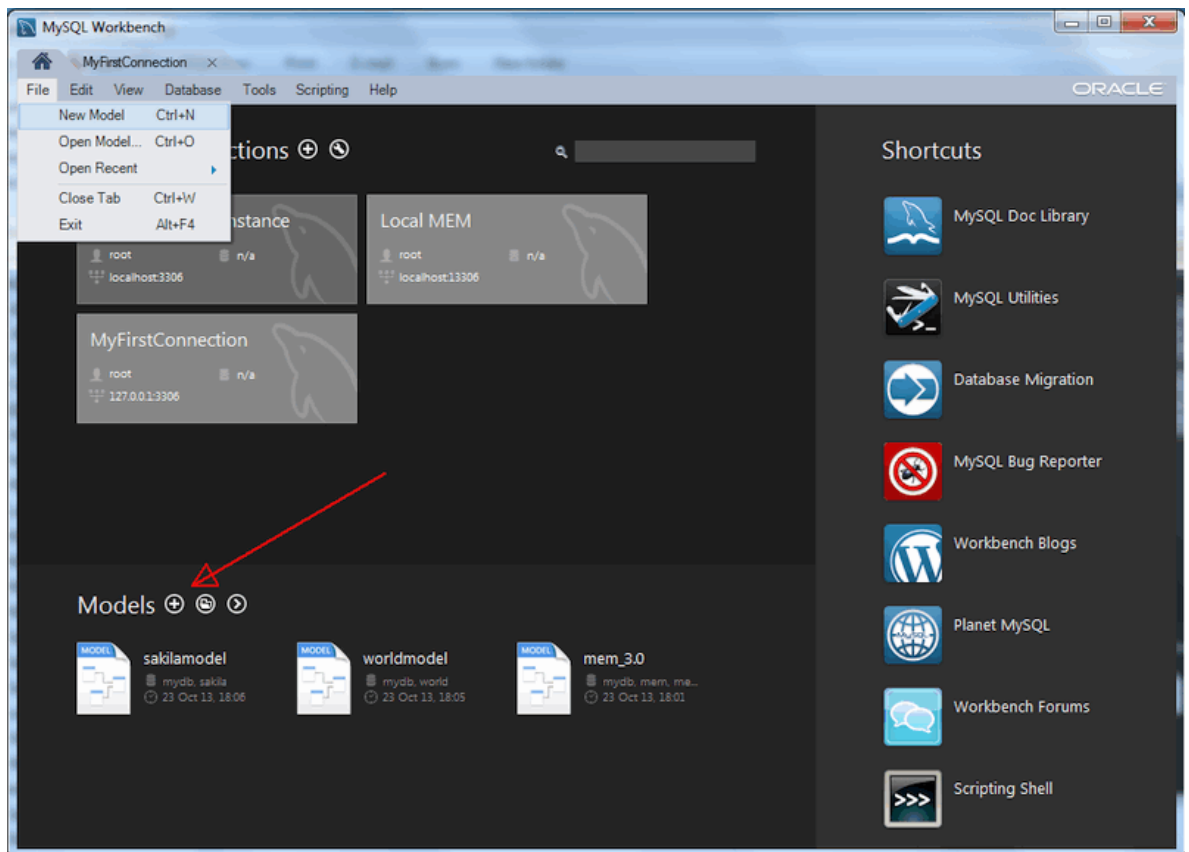 MySQL Workbench
MyFirstConnection
File Edit View Database Tools Scripting Help
ORACLE
New Model Ctrl+N
Open Model... Ctrl+O
Open Recent
Close Tab Ctrl+W
Exit Alt+F4
ctions
nstance
root n/a
localhost:3306
Local MEM
root n/a
localhost:13306
MyFirstConnection
root n/a
127.0.0.1:3306
Shortcuts
MySQL Doc Library
MySQL Utilities
Database Migration
MySQL Bug Reporter
Workbench Blogs
Planet MySQL
MySQL
Workbench Forums
Scripting Shell
>>>
Models
MODEL
sakilamodel
mydb, sakila
23 Oct 13, 18:06
MODEL
worldmodel
mydb, world
23 Oct 13, 18:05
MODEL
mem_3.0
mydb, mem, me...
23 Oct 13, 18:01